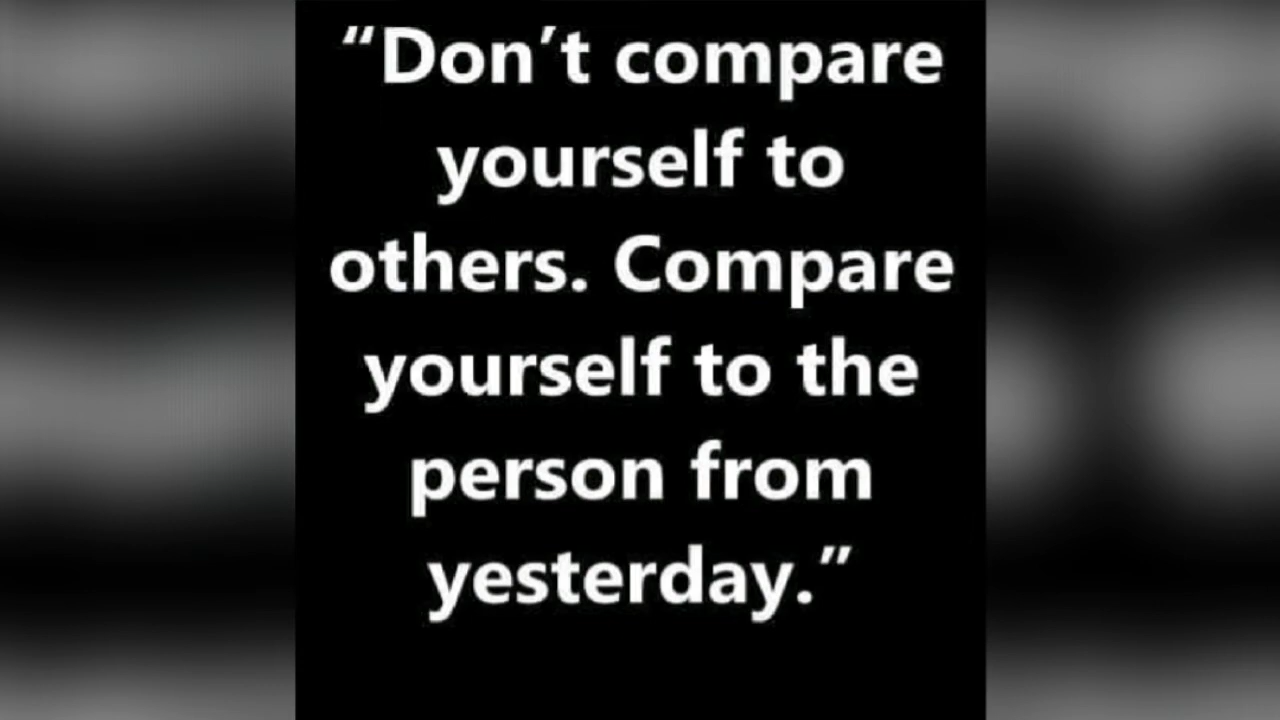 “Don’t compare
yourself to
others. Compare
yourself to the
person from
yesterday.”